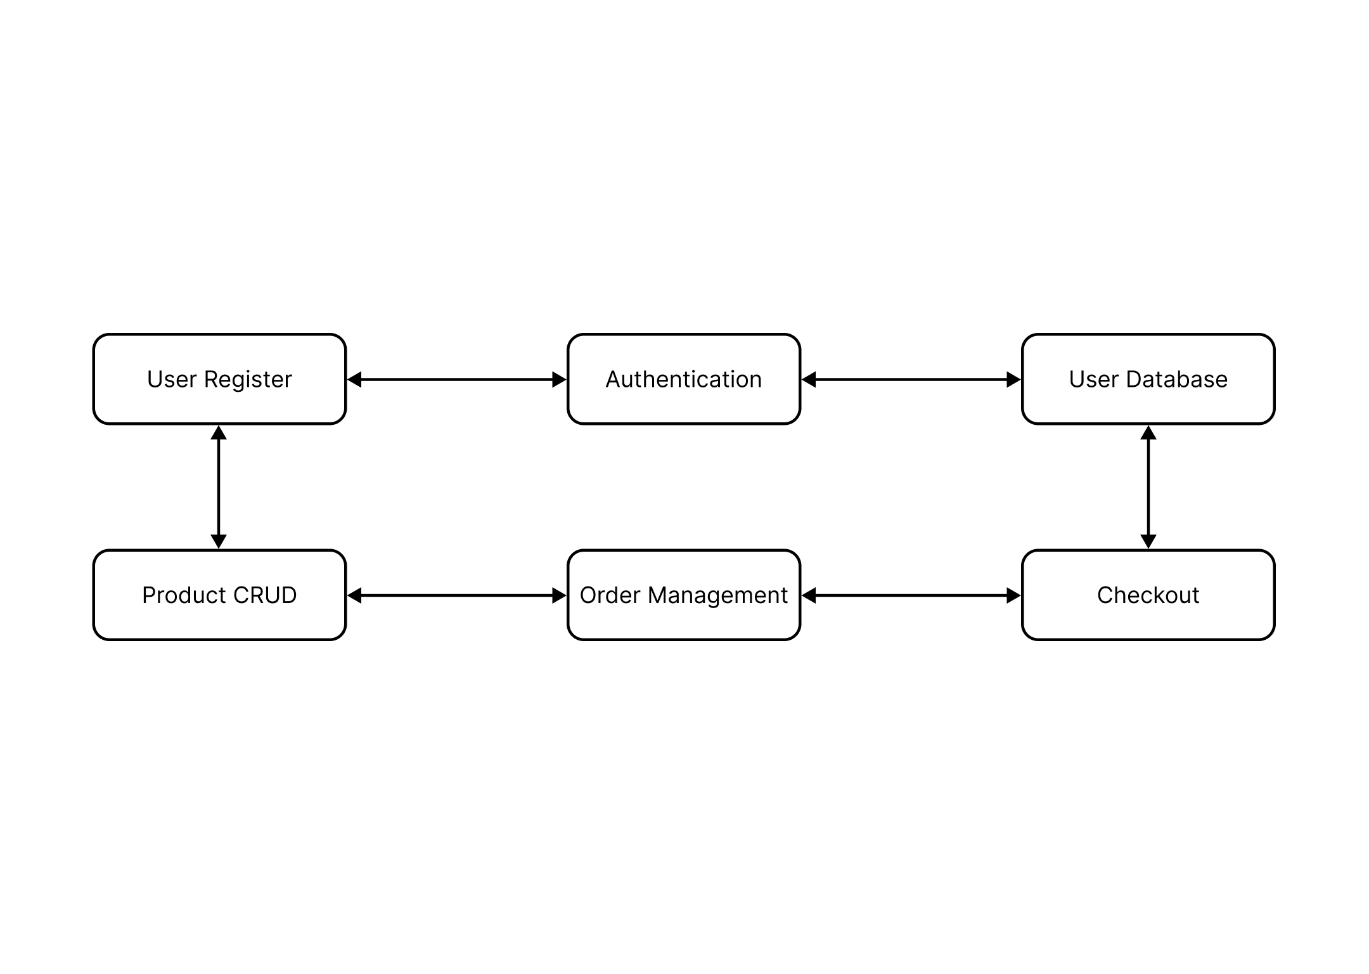 User Register
Authentication
User Database
Product CRUD
Order Management
Checkout